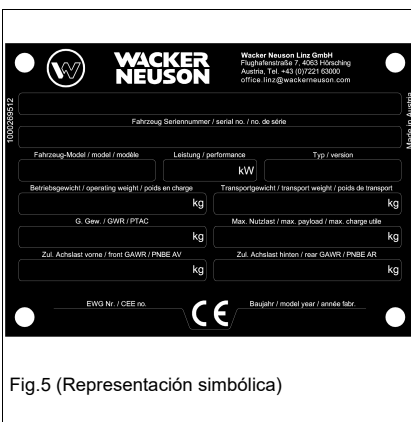 WACKER
NEUSON
Wacker Neuson Linz GmbH
Flughafenstraße 7, 4063 Hörsching
Austria, Tel. +43 (0)7221 63000
office.linz@wackerneuson.com
1000269512
Made in Austria
Fahrzeug Seriennummer / serial no. / no. de série
Fahrzeug-Model / model / modèle Leistung / performance Typ / version
kW
Betriebsgewicht / operating weight / poids en charge Transportgewicht / transport weight / poids de transport
kg kg
G. Gew. / GWR / PTAC Max. Nutzlast / max. payload / max. charge utile
kg kg
Zul. Achslast vorne / front GAWR / PNBE AV Zul. Achslast hinten / rear GAWR / PNBE AR
kg kg
EWG Nr. / CEE no. CE Baujahr / model year / année fabr.
Fig.5 (Representación simbólica)